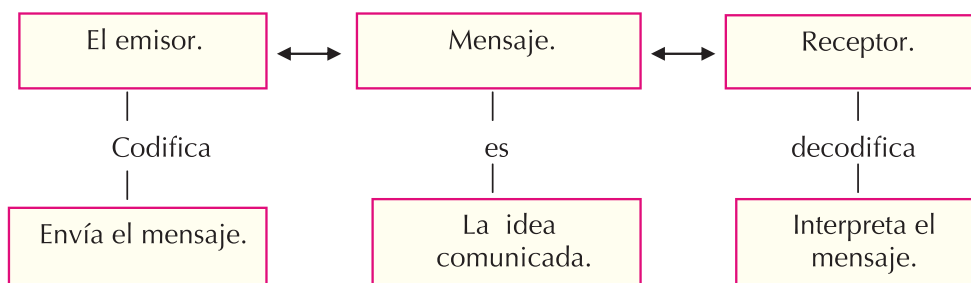 El emisor.
Mensaje.
Receptor.
Codifica
es
decodifica
Envía el mensaje.
La idea
comunicada.
Interpreta el
mensaje.